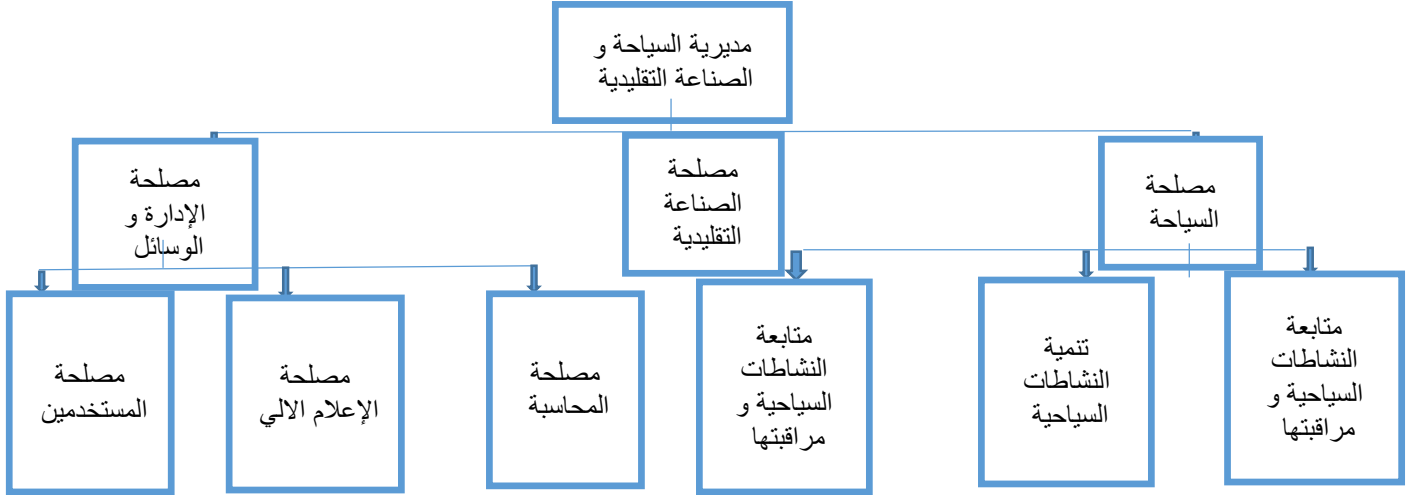 مديرية السياحة و
الصناعة التقليدية
مصلحة
السياحة
مصلحة
الصناعة
التقليدية
مصلحة
الإدارة و
الوسائل
متابعة
النشاطات
السياحية و
مراقبتها
تنمية
النشاطات
السياحية
متابعة
النشاطات
السياحية و
مراقبتها
مصلحة
المحاسبة
مصلحة
الإعلام الالي
مصلحة
المستخدمين